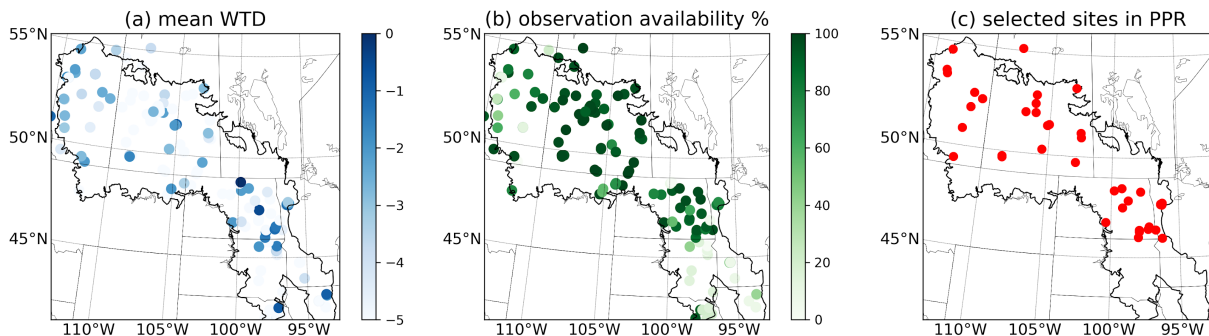 (a) mean WTD
55°N
50°N
45°N
110°W 105°W 100°W 95°W
0
−1
−2
−3
−4
−5
(b) observation availability %
55°N
50°N
45°N
110°W 105°W 100°W 95°W
100
80
60
40
20
0
(c) selected sites in PPR
55°N
50°N
45°N
110°W 105°W 100°W 95°W